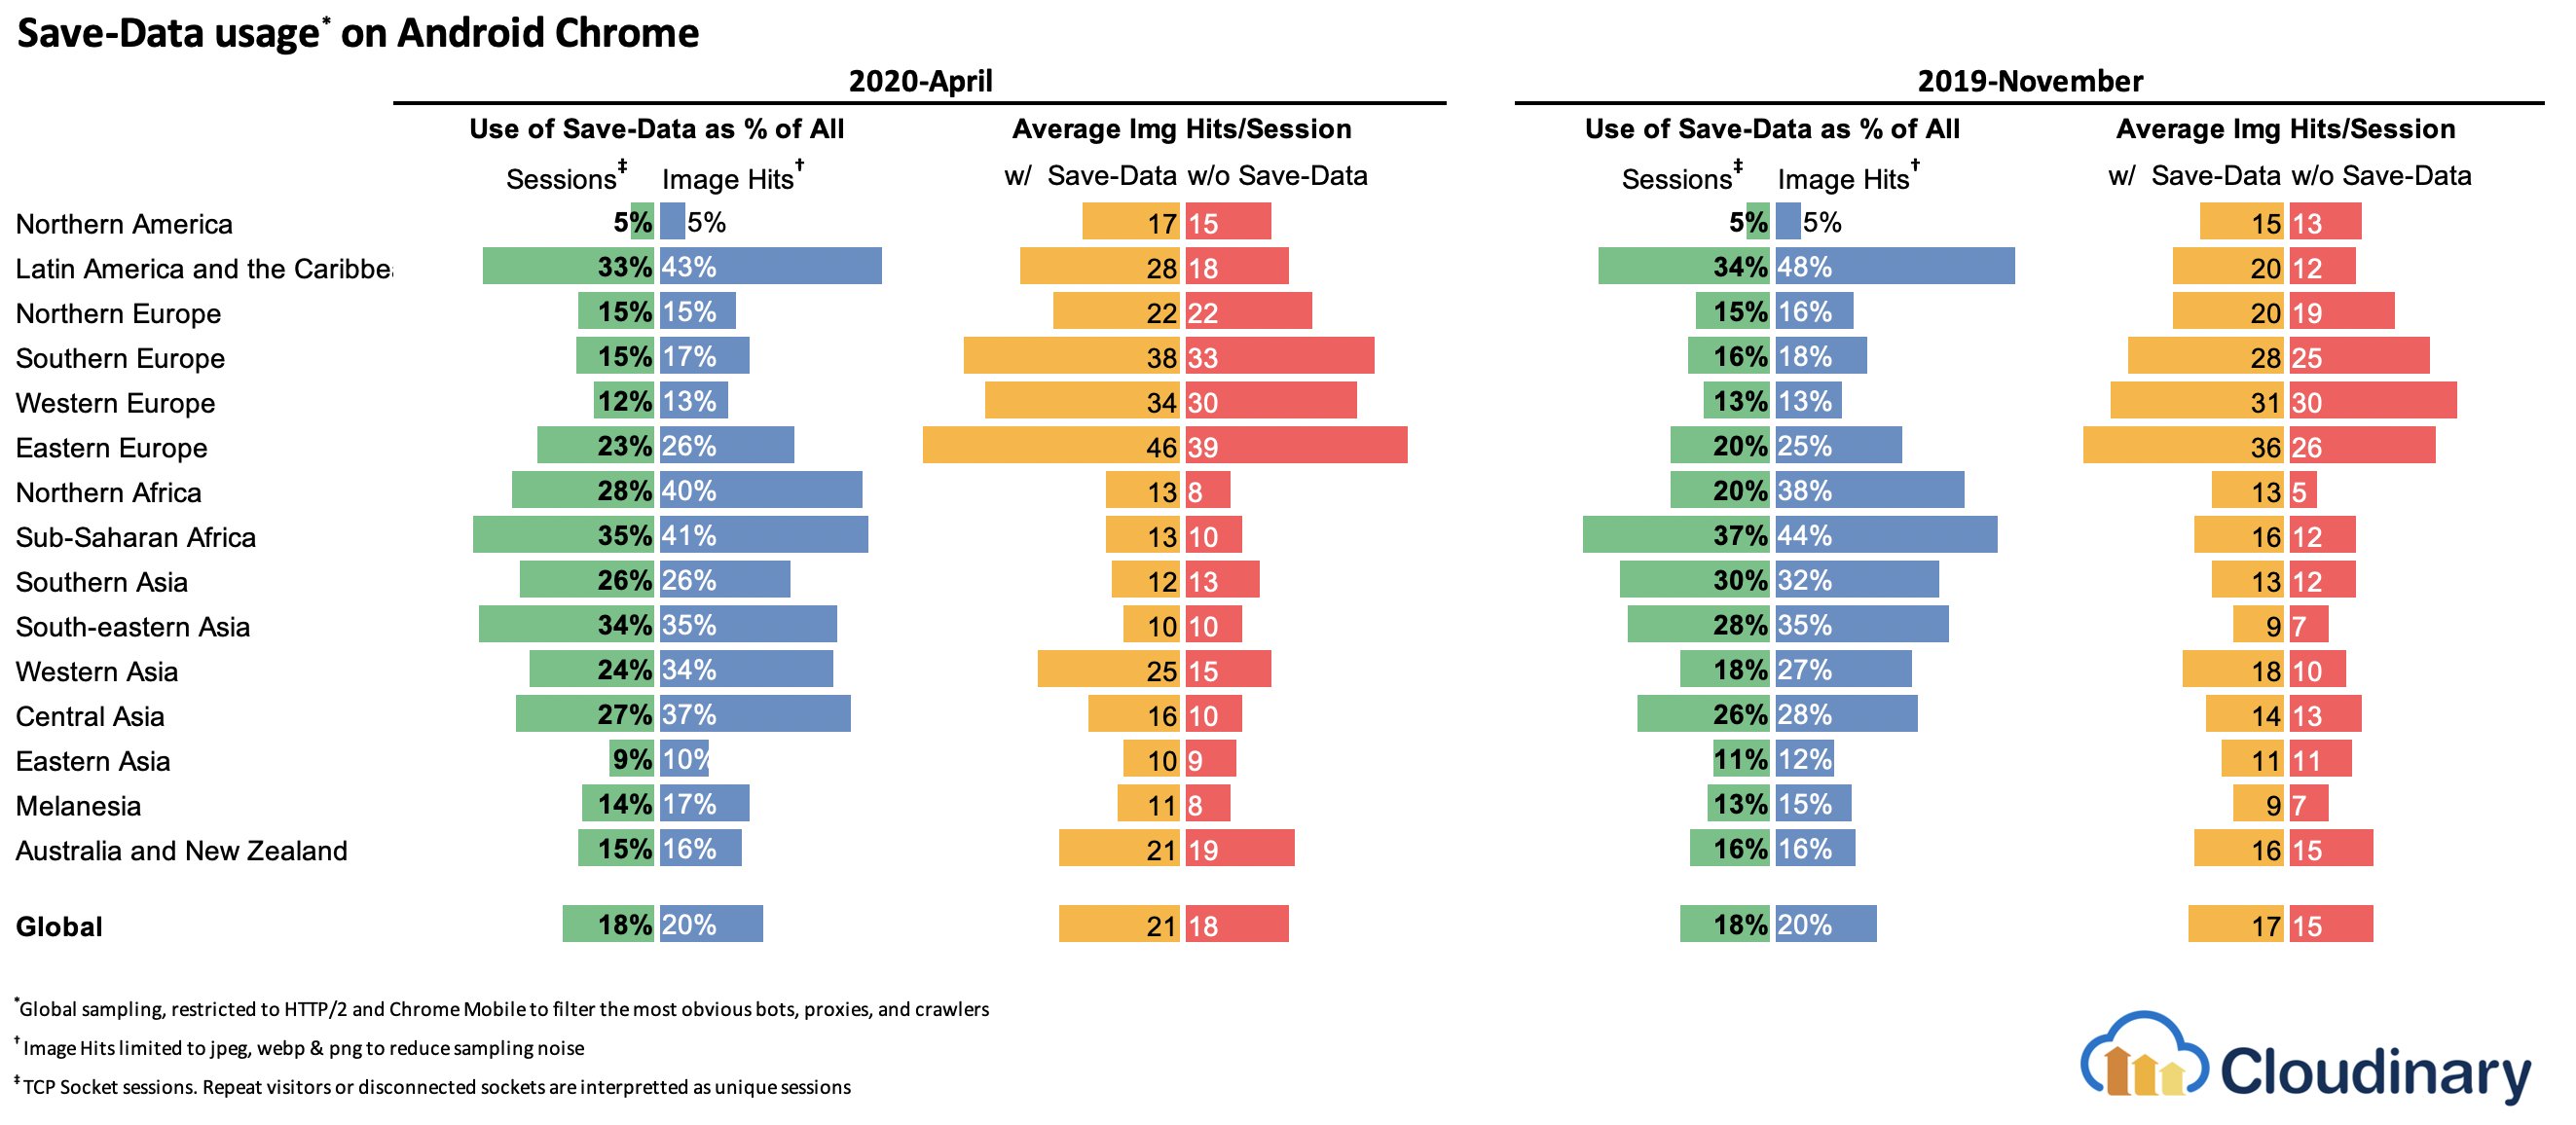 Save-Data usage* on Android Chrome
2020-April 2019-November
Use of Save-Data as % of All Average Img Hits/Session Use of Save-Data as % of All Average Img Hits/Session
Sessions‡ Image Hits† w/ Save-Data w/o Save-Data Sessions‡ Image Hits† w/ Save-Data w/o Save-Data
Northern America 5% 5% 17 15 5% 5% 15 13
Latin America and the Caribbea 33% 43% 28 18 34% 48% 20 12
Northern Europe 15% 15% 22 22 15% 16% 20 19
Southern Europe 15% 17% 38 33 16% 18% 28 25
Western Europe 12% 13% 34 30 13% 13% 31 30
Eastern Europe 23% 26% 46 39 20% 25% 36 26
Northern Africa 28% 40% 13 8 20% 38% 13 5
Sub-Saharan Africa 35% 41% 13 10 37% 44% 16 12
Southern Asia 26% 26% 12 13 30% 32% 13 12
South-eastern Asia 34% 35% 10 10 28% 35% 9 7
Western Asia 24% 34% 25 15 18% 27% 18 10
Central Asia 27% 37% 16 10 26% 28% 14 13
Eastern Asia 9% 10% 10 9 11% 12% 11 11
Melanesia 14% 17% 11 8 13% 15% 9 7
Australia and New Zealand 15% 16% 21 19 16% 16% 16 15
Global 18% 20% 21 18 18% 20% 17 15
*Global sampling, restricted to HTTP/2 and Chrome Mobile to filter the most obvious bots, proxies, and crawlers
†Image Hits limited to jpeg, webp & png to reduce sampling noise
‡TCP Socket sessions. Repeat visitors or disconnected sockets are interpretted as unique sessions
Cloudinary